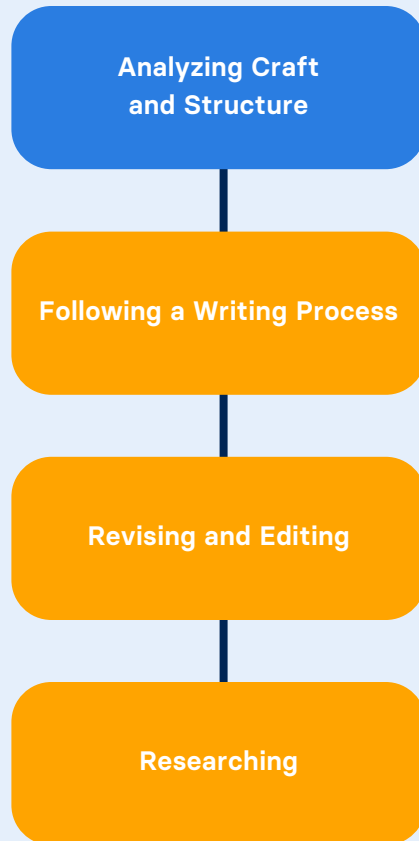 Analyzing Craft
and Structure
Following a Writing Process
Revising and Editing
Researching